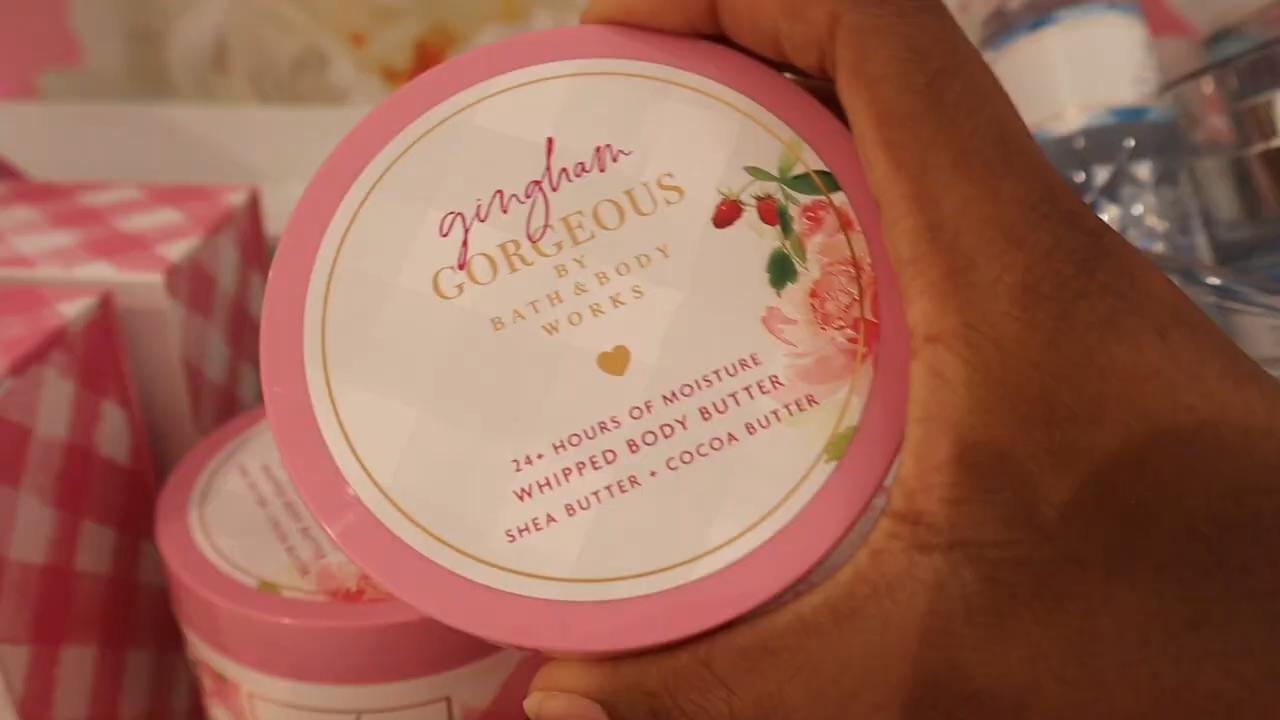 gingham
GORGEOUS
BY
BATH & BODY
WORKS
24+ HOURS OF MOISTURE
WHIPPED BODY BUTTER
SHEA BUTTER + COCOA BUTTER